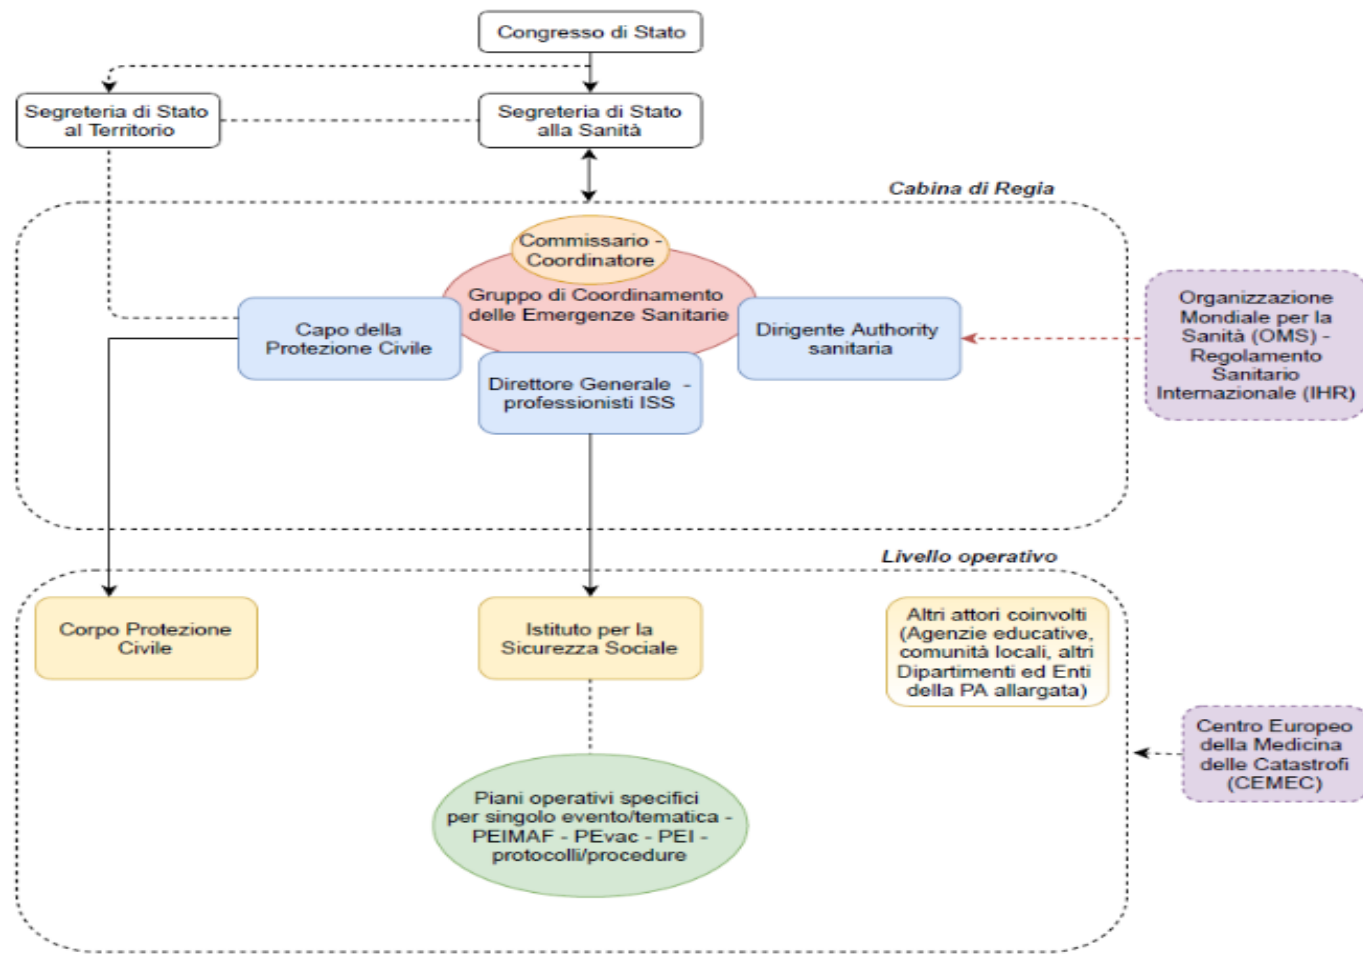 Congresso di Stato
Segreteria di Stato
al Territorio
Segreteria di Stato
alla Sanità
Cabina di Regia
Commissario -
Coordinatore
Gruppo di Coordinamento
delle Emergenze Sanitarie
Capo della
Protezione Civile
Direttore Generale -
professionisti ISS
Dirigente Authority
sanitaria
Organizzazione
Mondiale per la
Sanità (OMS) -
Regolamento
Sanitario
Internazionale (IHR)
Livello operativo
Corpo Protezione
Civile
Istituto per la
Sicurezza Sociale
Altri attori coinvolti
(Agenzie educative,
comunità locali, altri
Dipartimenti ed Enti
della PA allargata)
Centro Europeo
della Medicina
delle Catastrofi
(CEMEC)
Piani operativi specifici
per singolo evento/tematica -
PEIMAF - PEvac - PEI -
protocolli/procedure